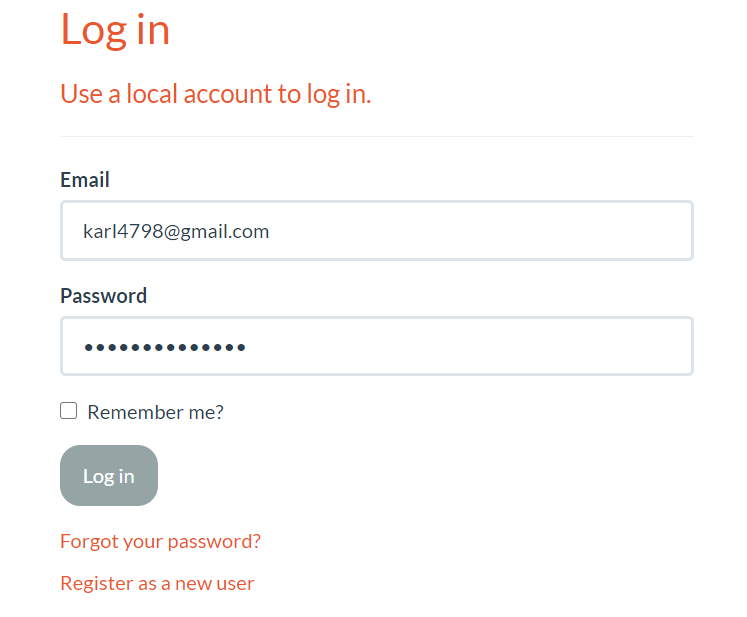 Log in
Use a local account to log in.
Email
karl4798@gmail.com
Password
••••••••••••••
Remember me?
Log in
Forgot your password?
Register as a new user